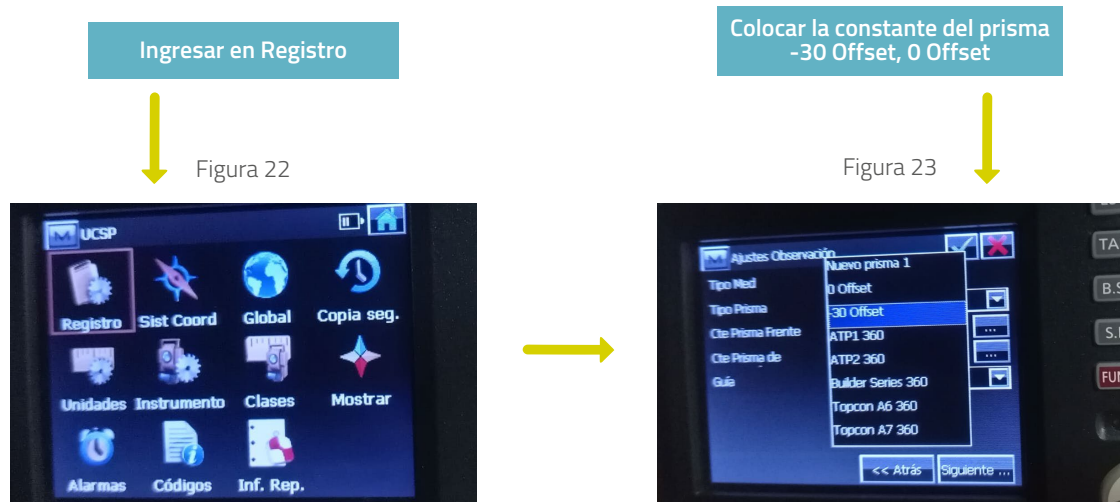 Ingresar en Registro
Colocar la constante del prisma
-30 Offset, 0 Offset
Figura 22
Figura 23
UCSP
Registro Sist Coord Global Copia seg.
Unidades Instrumento Clases Mostrar
Alarmas Códigos Inf. Rep.
Ajustes Observación
Tipo Med
Tipo Prisma
Cte Prisma Frente
Cte Prisma de
Guía
Nuevo prisma 1
0 Offset
-30 Offset
ATP1 360
ATP2 360
Builder Series 360
Topcon A6 360
Topcon A7 360
<< Atrás Siguiente ...
TA
B.S
S.
FUN